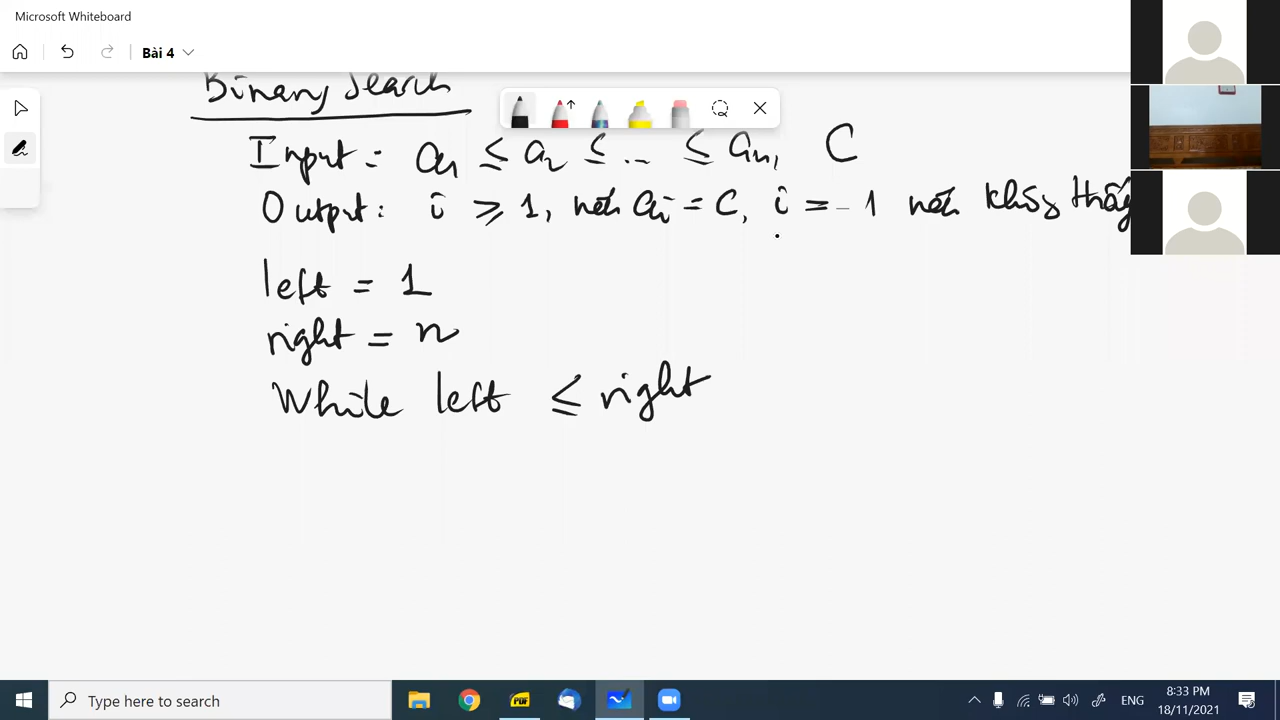 Microsoft Whiteboard
Bài 4
Binary Search
Input: a1 ≤ a2 ≤ ... ≤ an, C
Output: i ≥ 1, nếu ai = C, i = -1 nếu không thấy
left = 1
right = n
While left ≤ right
Type here to search
PDF
ENG
8:33 PM
18/11/2021